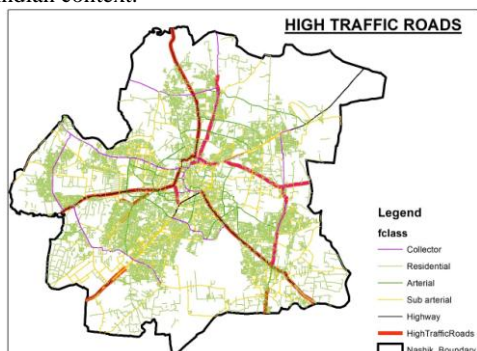 Indian context.
HIGH TRAFFIC ROADS
Legend
fclass
Collector
Residential
Arterial
Sub arterial
Highway
HighTrafficRoads
Nashik_Boundary